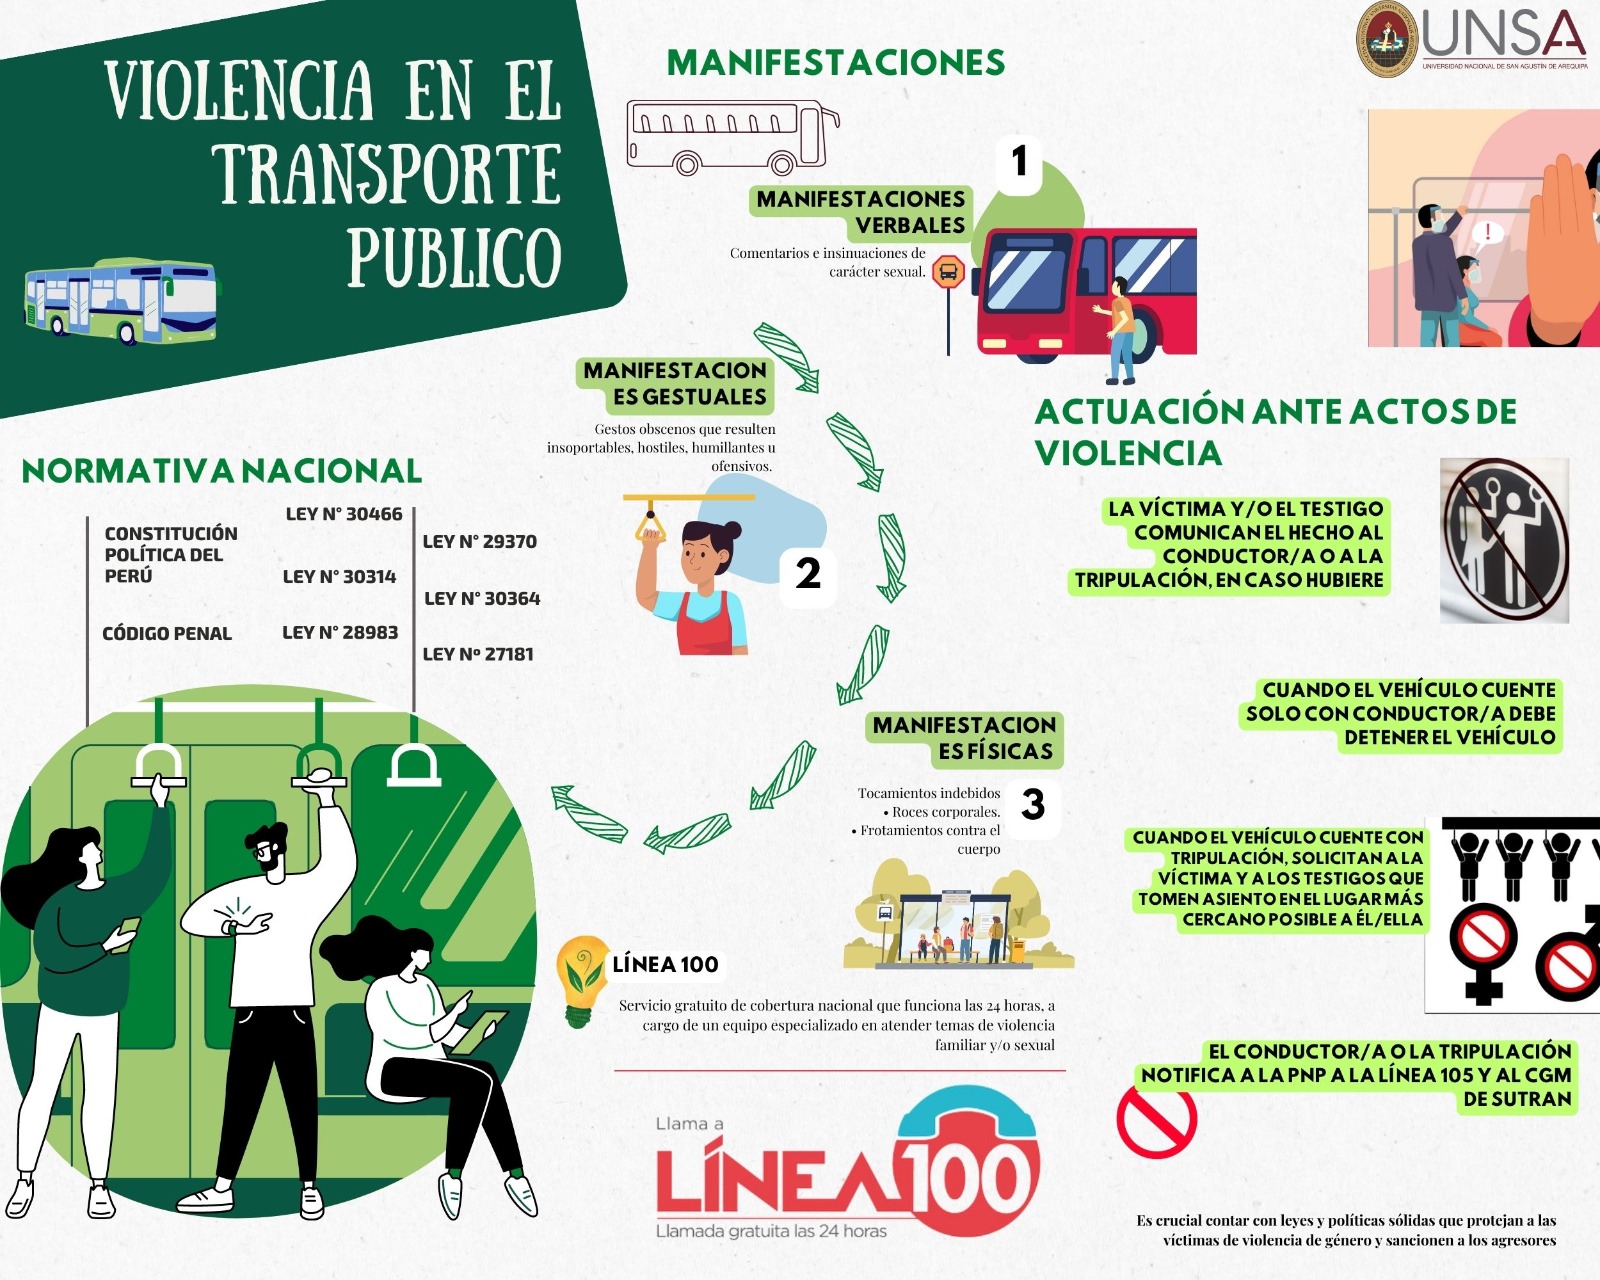 VIOLENCIA EN EL
TRANSPORTE
PUBLICO
MANIFESTACIONES
UNSA
UNIVERSIDAD NACIONAL DE SAN AGUSTÍN DE AREQUIPA
1
MANIFESTACIONES
VERBALES
Comentarios e insinuaciones de
carácter sexual.
!
MANIFESTACION
ES GESTUALES
Gestos obscenos que resulten
insoportables, hostiles, humillantes u
ofensivos.
2
MANIFESTACION
ES FÍSICAS
3
Tocamientos indebidos
• Roces corporales.
• Frotamientos contra el
cuerpo
NORMATIVA NACIONAL
CONSTITUCIÓN
POLÍTICA DEL
PERÚ
CÓDIGO PENAL
LEY N° 30466
LEY N° 30314
LEY N° 28983
LEY N° 29370
LEY N° 30364
LEY Nº 27181
LÍNEA 100
Servicio gratuito de cobertura nacional que funciona las 24 horas, a
cargo de un equipo especializado en atender temas de violencia
familiar y/o sexual
Llama a
LÍNEA 100
Llamada gratuita las 24 horas
ACTUACIÓN ANTE ACTOS DE
VIOLENCIA
LA VÍCTIMA Y/O EL TESTIGO
COMUNICAN EL HECHO AL
CONDUCTOR/A O A LA
TRIPULACIÓN, EN CASO HUBIERE
CUANDO EL VEHÍCULO CUENTE
SOLO CON CONDUCTOR/A DEBE
DETENER EL VEHÍCULO
CUANDO EL VEHÍCULO CUENTE CON
TRIPULACIÓN, SOLICITAN A LA
VÍCTIMA Y A LOS TESTIGOS QUE
TOMEN ASIENTO EN EL LUGAR MÁS
CERCANO POSIBLE A ÉL/ELLA
EL CONDUCTOR/A O LA TRIPULACIÓN
NOTIFICA A LA PNP A LA LÍNEA 105 Y AL CGM
DE SUTRAN
Es crucial contar con leyes y políticas sólidas que protejan a las
víctimas de violencia de género y sancionen a los agresores